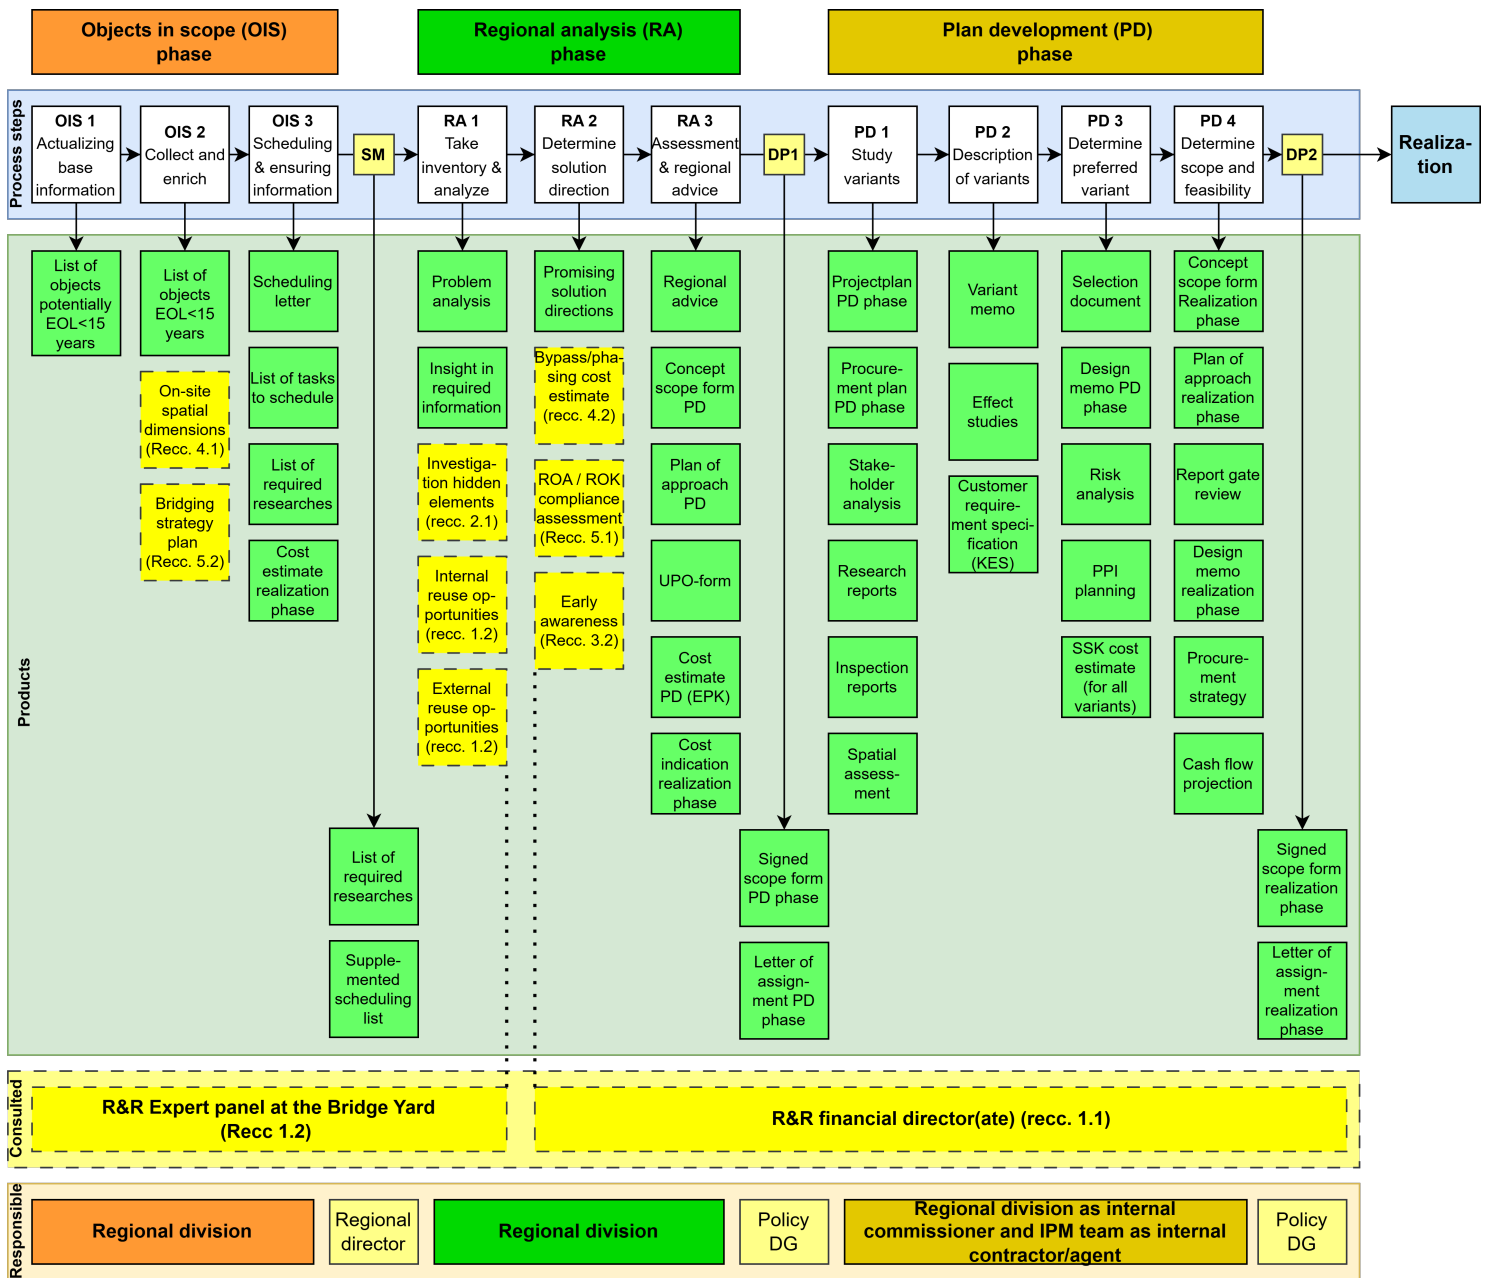 Objects in scope (OIS)
phase
Regional analysis (RA)
phase
Plan development (PD)
phase
Process steps
OIS 1
Actualizing
base
information
OIS 2
Collect and
enrich
OIS 3
Scheduling
& ensuring
information
SM
RA 1
Take
inventory &
analyze
RA 2
Determine
solution
direction
RA 3
Assessment
& regional
advice
DP1
PD 1
Study
variants
PD 2
Description
of variants
PD 3
Determine
preferred
variant
PD 4
Determine
scope and
feasibility
DP2
Realiza-
tion
Products
List of
objects
potentially
EOL<15
years
List of
objects
EOL<15
years
On-site
spatial
dimensions
(Recc. 4.1)
Bridging
strategy
plan
(Recc. 5.2)
Scheduling
letter
List of tasks
to schedule
List of
required
researches
Cost
estimate
realization
phase
List of
required
researches
Supple-
mented
scheduling
list
Problem
analysis
Insight in
required
information
Investiga-
tion hidden
elements
(recc. 2.1)
Internal
reuse op-
portunities
(recc. 1.2)
External
reuse op-
portunities
(recc. 1.2)
Promising
solution
directions
Bypass/pha-
sing cost
estimate
(recc. 4.2)
ROA / ROK
compliance
assessment
(Recc. 5.1)
Early
awareness
(Recc. 3.2)
Regional
advice
Concept
scope form
PD
Plan of
approach
PD
UPO-form
Cost
estimate
PD (EPK)
Cost
indication
realization
phase
Signed
scope form
PD phase
Letter of
assign-
ment PD
phase
Projectplan
PD phase
Procure-
ment plan
PD phase
Stake-
holder
analysis
Research
reports
Inspection
reports
Spatial
assess-
ment
Variant
memo
Effect
studies
Customer
require-
ment speci-
fication
(KES)
Selection
document
Design
memo PD
phase
Risk
analysis
PPI
planning
SSK cost
estimate
(for all
variants)
Concept
scope form
Realization
phase
Plan of
approach
realization
phase
Report gate
review
Design
memo
realization
phase
Procure-
ment
strategy
Cash flow
projection
Signed
scope form
realization
phase
Letter of
assign-
ment
realization
phase
Consulted
R&R Expert panel at the Bridge Yard
(Recc 1.2)
R&R financial director(ate) (recc. 1.1)
Responsible
Regional division
Regional
director
Regional division
Policy
DG
Regional division as internal
commissioner and IPM team as internal
contractor/agent
Policy
DG